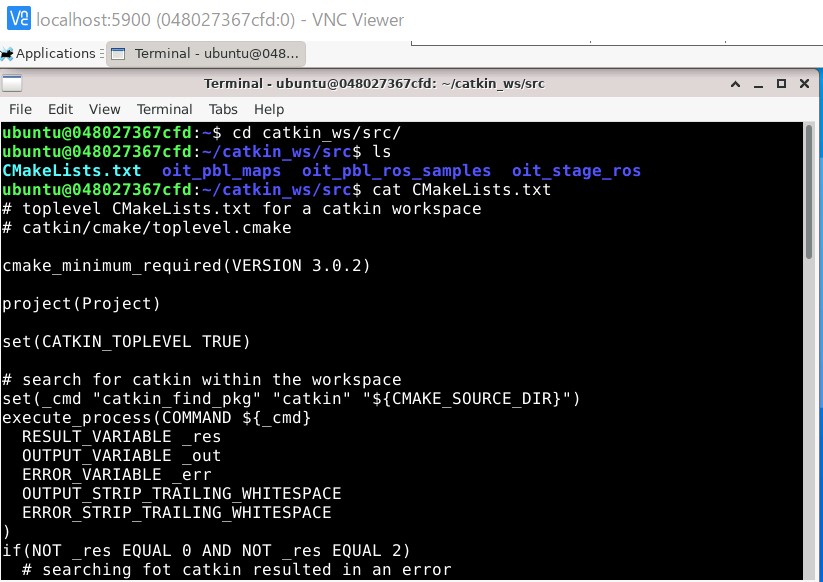 VC localhost:5900 (048027367cfd:0) - VNC Viewer
Applications Terminal - ubuntu@048...
Terminal - ubuntu@048027367cfd: ~/catkin_ws/src
File Edit View Terminal Tabs Help
ubuntu@048027367cfd:~$ cd catkin_ws/src/
ubuntu@048027367cfd:~/catkin_ws/src$ ls
CMakeLists.txt  oit_pbl_maps  oit_pbl_ros_samples  oit_stage_ros
ubuntu@048027367cfd:~/catkin_ws/src$ cat CMakeLists.txt
# toplevel CMakeLists.txt for a catkin workspace
# catkin/cmake/toplevel.cmake
cmake_minimum_required(VERSION 3.0.2)
project(Project)
set(CATKIN_TOPLEVEL TRUE)
# search for catkin within the workspace
set(_cmd "catkin_find_pkg" "catkin" "${CMAKE_SOURCE_DIR}")
execute_process(COMMAND ${_cmd}
  RESULT_VARIABLE _res
  OUTPUT_VARIABLE _out
  ERROR_VARIABLE _err
  OUTPUT_STRIP_TRAILING_WHITESPACE
  ERROR_STRIP_TRAILING_WHITESPACE
)
if(NOT _res EQUAL 0 AND NOT _res EQUAL 2)
  # searching fot catkin resulted in an error